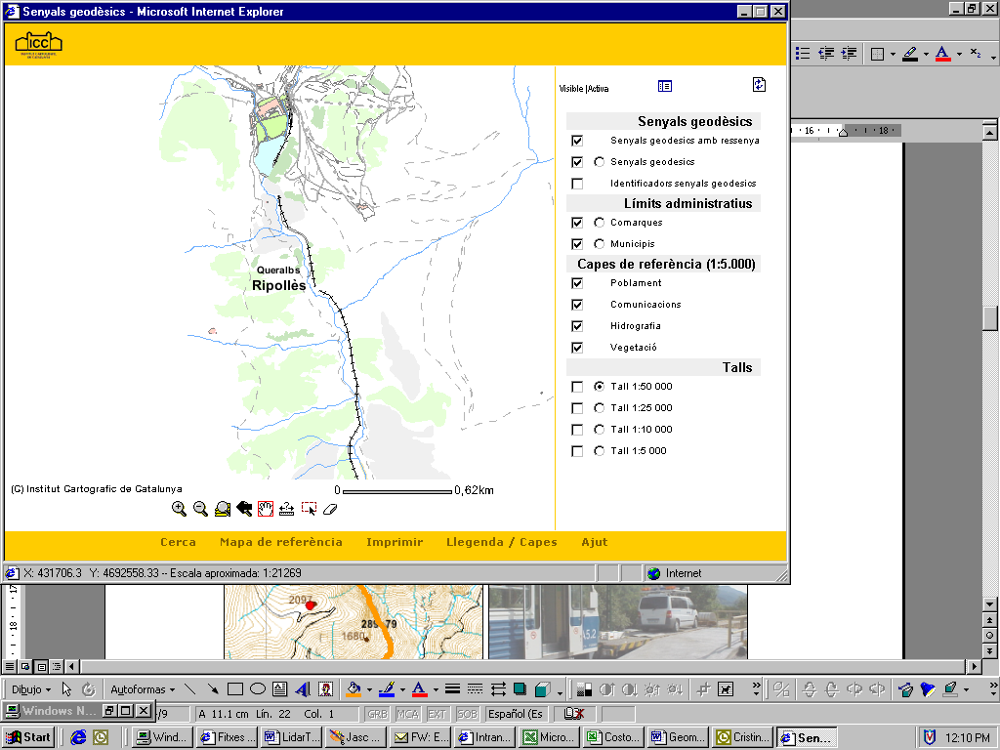 Senyals geodèsics - Microsoft Internet Explorer
ICC
Visible |Activa
Senyals geodèsics
Senyals geodesics amb ressenya
Senyals geodesics
Identificadors senyals geodesics
Límits administratius
Comarques
Municipis
Capes de referència (1:5.000)
Poblament
Comunicacions
Hidrografia
Vegetació
Talls
Tall 1:50 000
Tall 1:25 000
Tall 1:10 000
Tall 1:5 000
Queralbs
Ripollès
(C) Institut Cartografic de Catalunya
0 0,62km
Cerca Mapa de referència Imprimir Llegenda / Capes Ajut
X: 431706.3 Y: 4692558.33 -- Escala aproximada: 1:21269
Internet
16 18
17
18
2097
289
79
1680
A5.2
Dibujo Autoformas
Windows N...
/9 A 11.1 cm Lín. 22 Col. 1 GRB MCA EXT SOB Español (Es
Start Wind... Fitxes ... LidarT... Jasc ... FW: E... Intran... Micro... Costo... Geom... Cristin... Sen... 12:10 PM